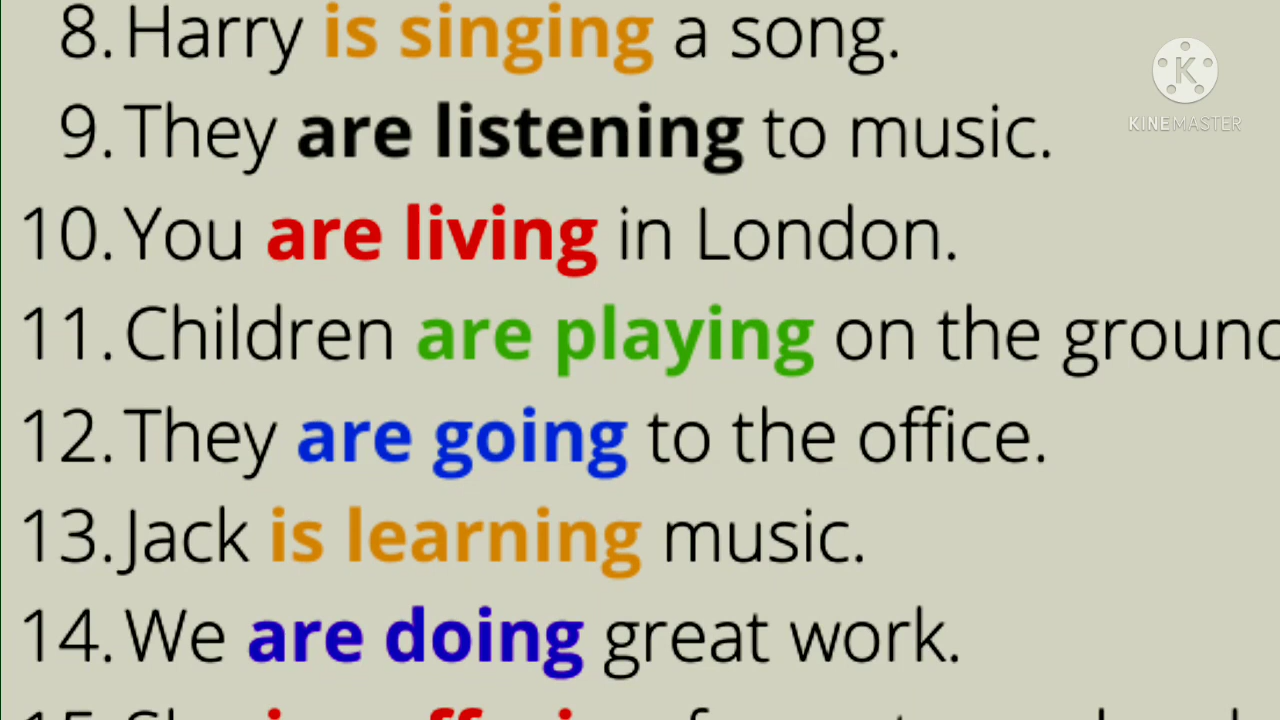 8. Harry is singing a song.
KINEMASTER
9. They are listening to music.
10. You are living in London.
11. Children are playing on the ground
12. They are going to the office.
13. Jack is learning music.
14. We are doing great work.